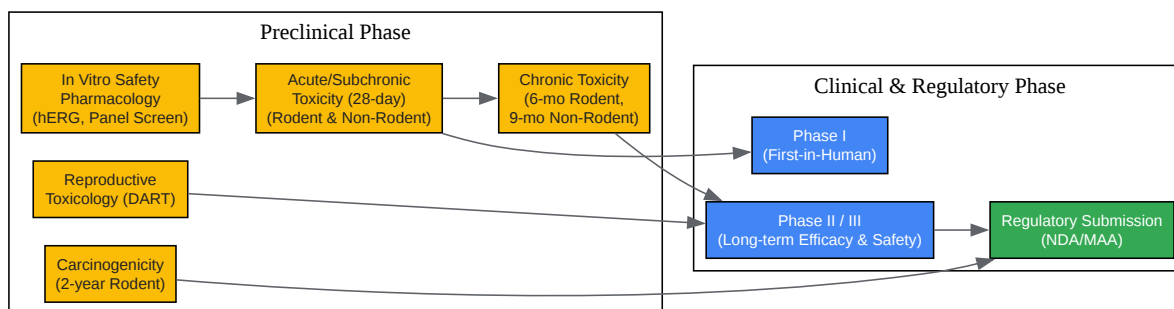 Preclinical Phase
In Vitro Safety
Pharmacology
(hERG, Panel Screen)
Acute/Subchronic
Toxicity (28-day)
(Rodent & Non-Rodent)
Chronic Toxicity
(6-mo Rodent,
9-mo Non-Rodent)
Reproductive
Toxicology (DART)
Carcinogenicity
(2-year Rodent)
Clinical & Regulatory Phase
Phase I
(First-in-Human)
Phase II / III
(Long-term Efficacy & Safety)
Regulatory Submission
(NDA/MAA)